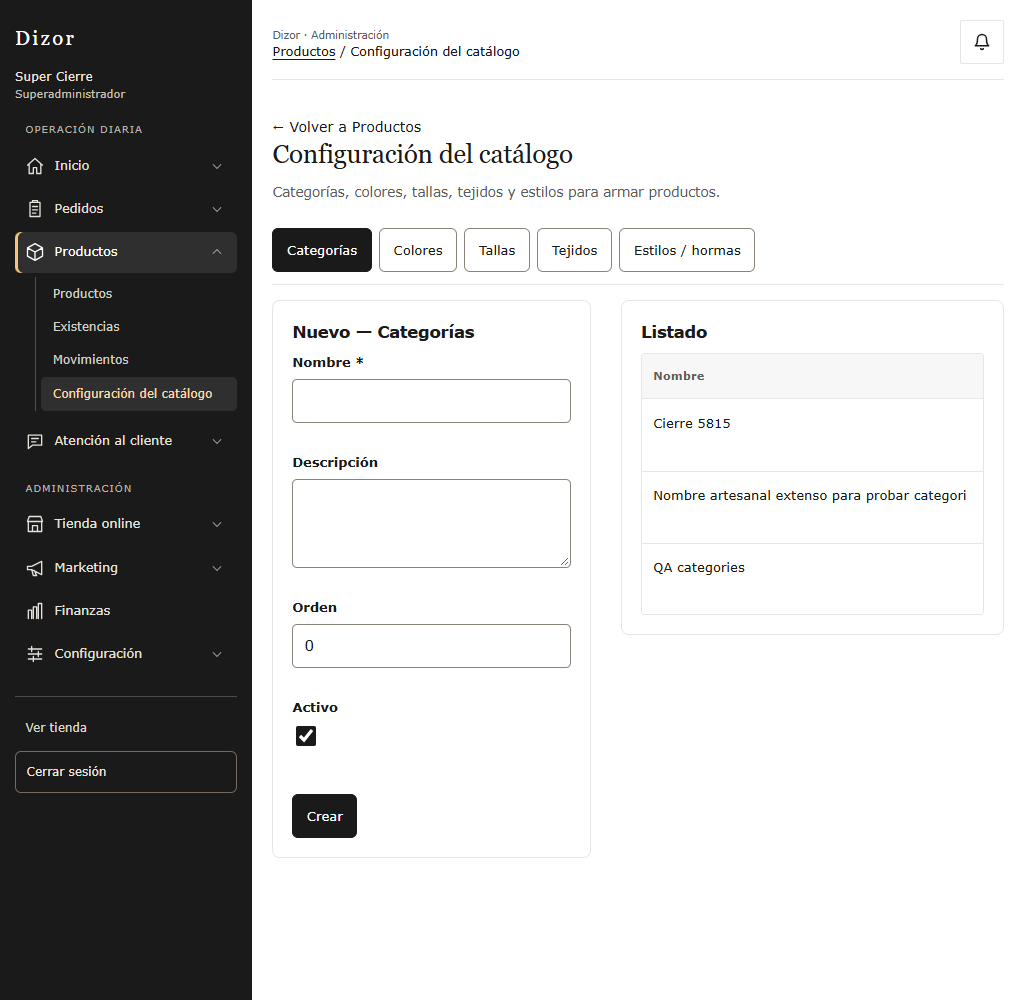 Dizor
Super Cierre
Superadministrador
OPERACIÓN DIARIA
Inicio
Pedidos
Productos
Productos
Existencias
Movimientos
Configuración del catálogo
Atención al cliente
ADMINISTRACIÓN
Tienda online
Marketing
Finanzas
Configuración
Ver tienda
Cerrar sesión
Dizor · Administración
Productos / Configuración del catálogo
← Volver a Productos
Configuración del catálogo
Categorías, colores, tallas, tejidos y estilos para armar productos.
Categorías
Colores
Tallas
Tejidos
Estilos / hormas
Nuevo — Categorías
Nombre *
Descripción
Orden
0
Activo
Crear
Listado
Nombre
Cierre 5815
Nombre artesanal extenso para probar categori
QA categories